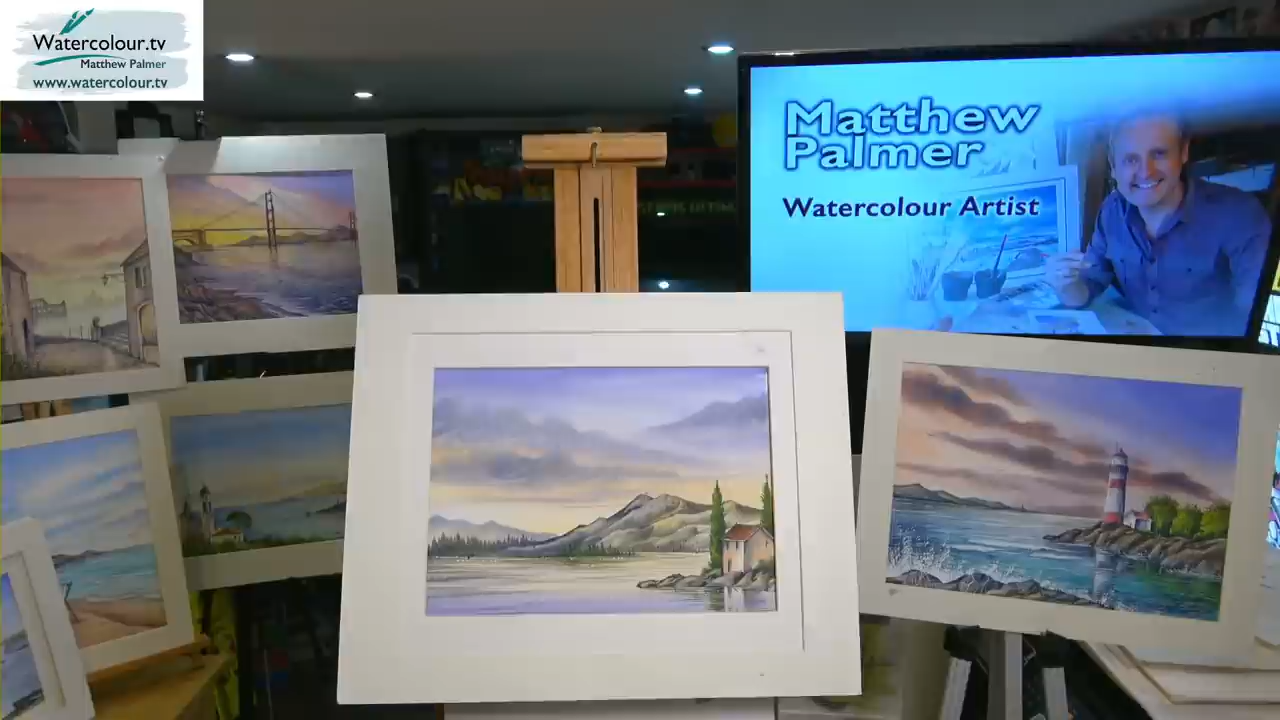 Watercolour.tv
Matthew Palmer
www.watercolour.tv
Matthew
Palmer
Watercolour Artist